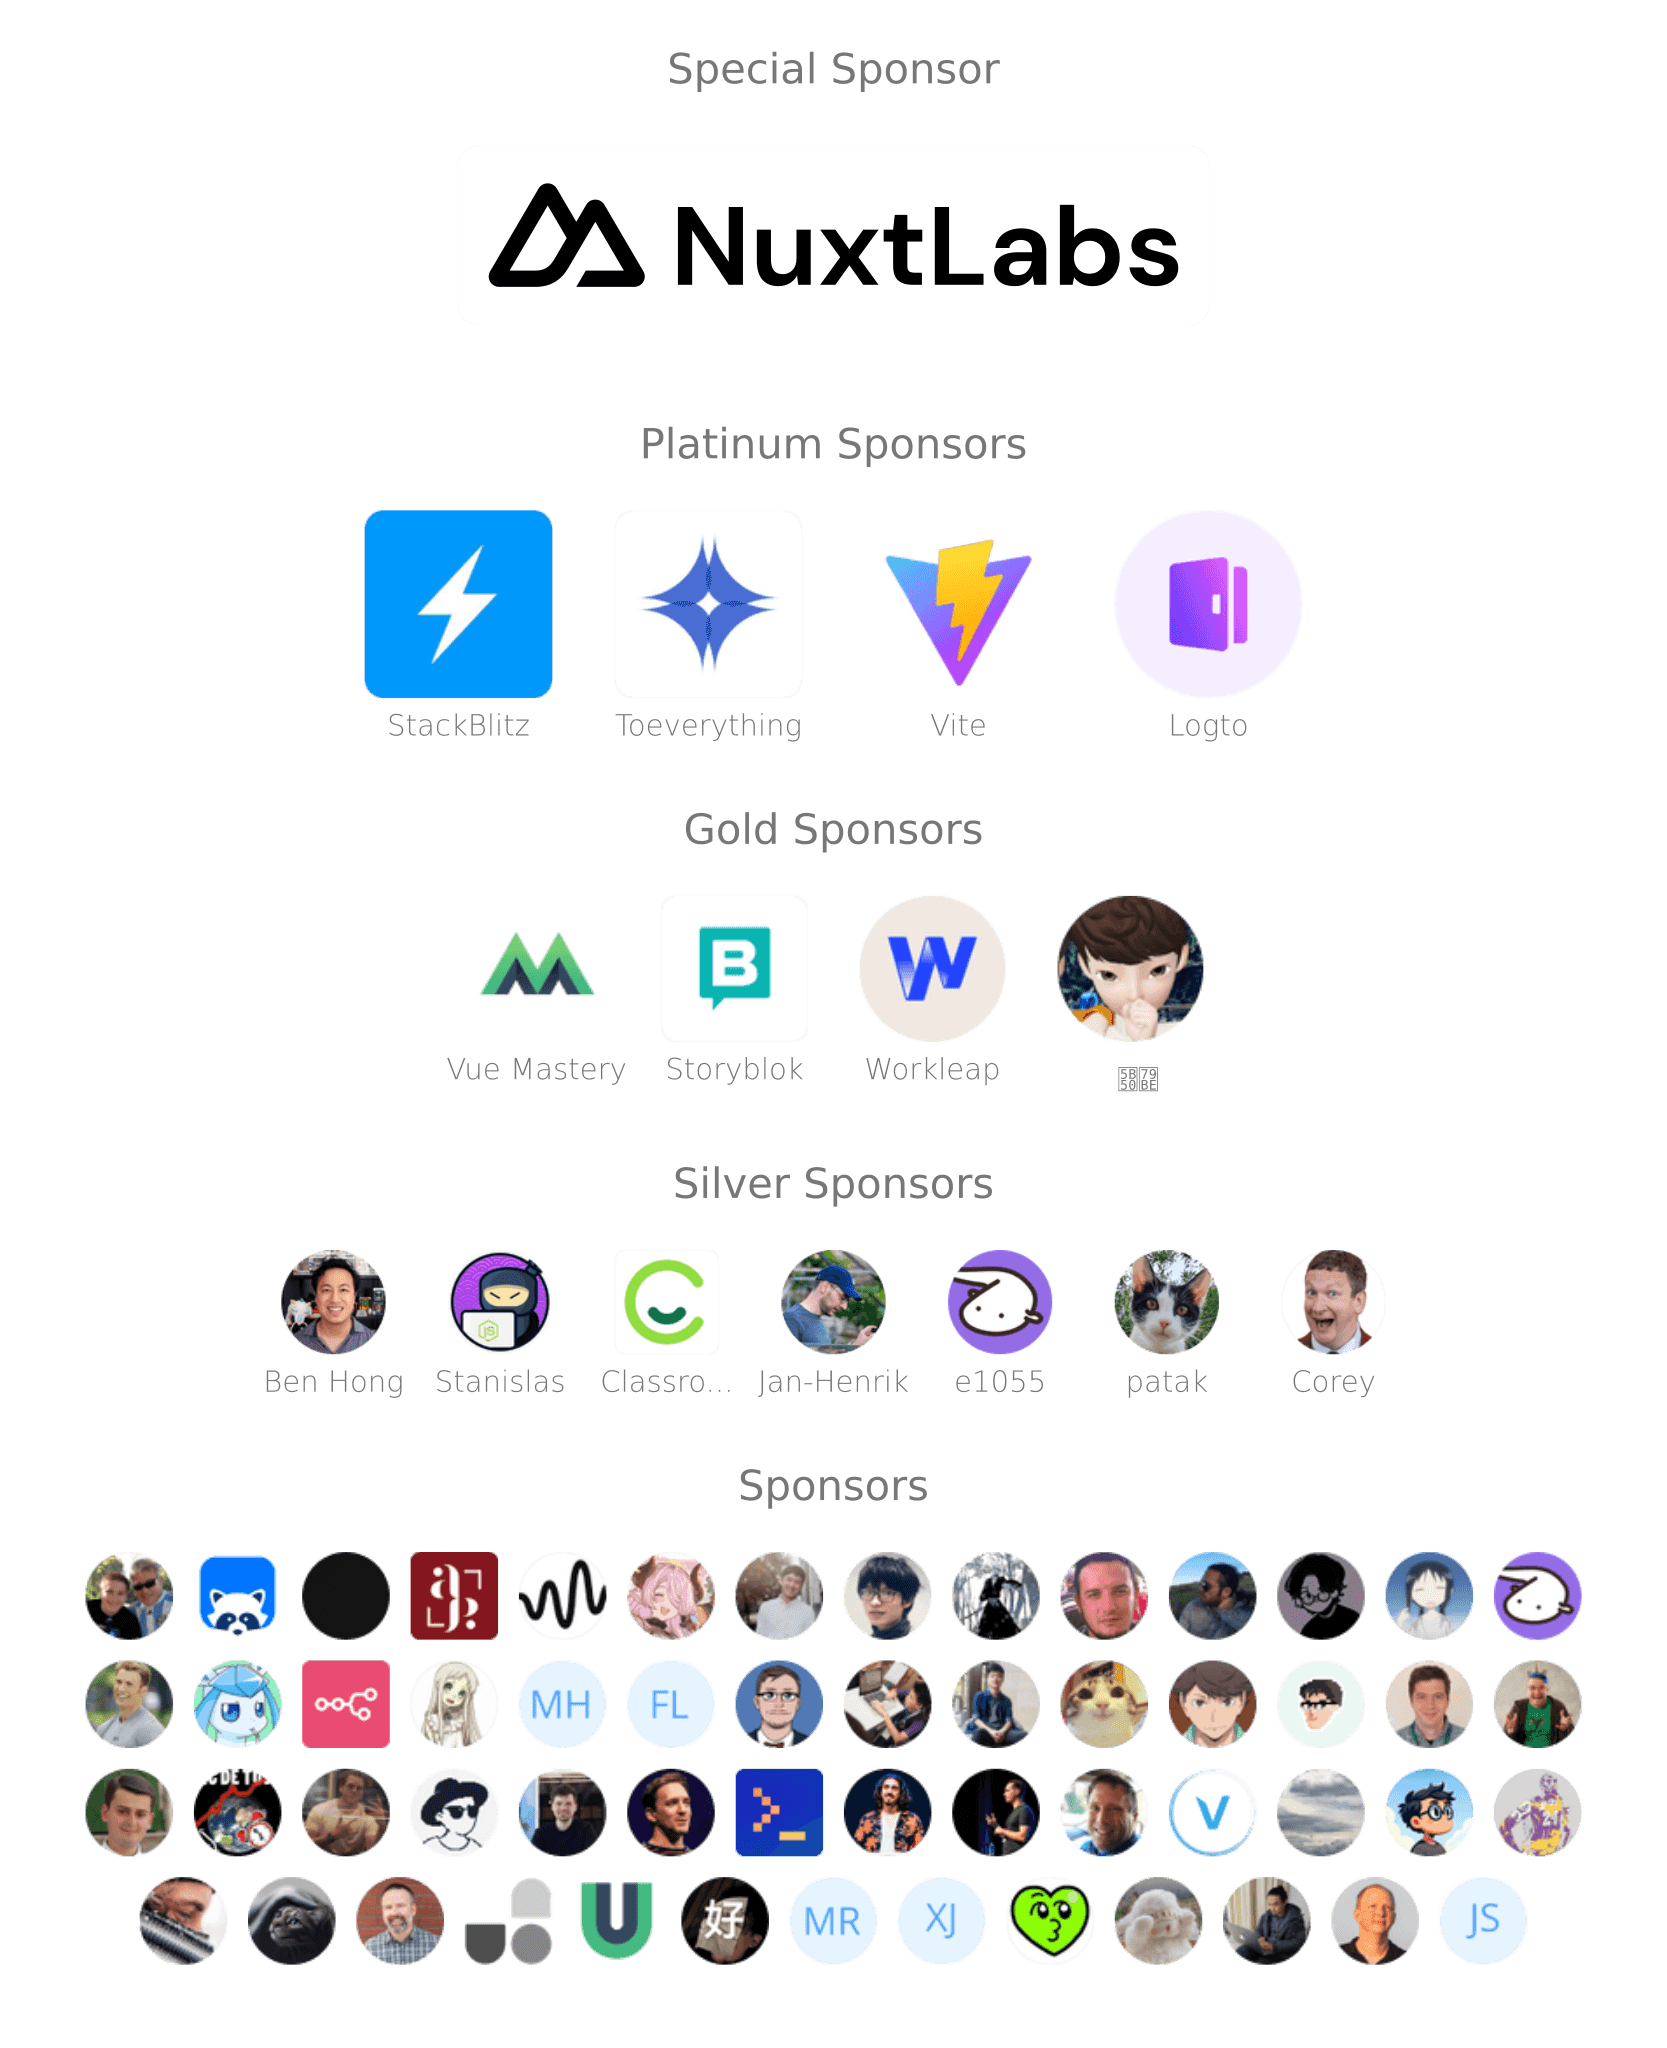 Special Sponsor
NuxtLabs
Platinum Sponsors
StackBlitz Toeverything Vite Logto
Gold Sponsors
Vue Mastery Storyblok Workleap
Silver Sponsors
Ben Hong Stanislas Classro... Jan-Henrik e1055 patak Corey
Sponsors
MH FL
好 MR XJ JS